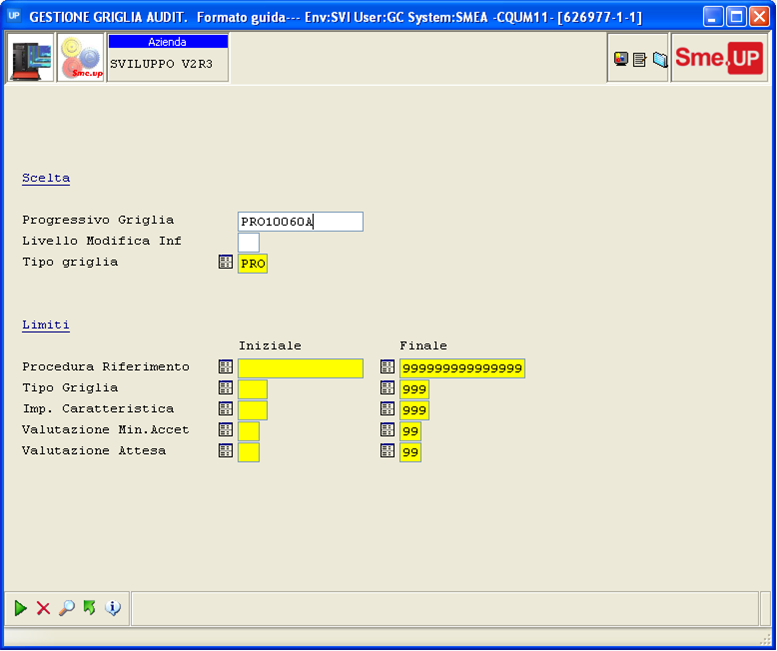 UP GESTIONE GRIGLIA AUDIT. Formato guida--- Env:SVI User:GC System:SMEA -CQUM11- [626977-1-1]
Sme.up
Azienda
SVILUPPO V2R3
Sme.UP
Scelta
Progressivo Griglia PRO10060A
Livello Modifica Inf
Tipo griglia PRO
Limiti
Iniziale Finale
Procedura Riferimento 999999999999999
Tipo Griglia 999
Imp. Caratteristica 999
Valutazione Min.Accet 99
Valutazione Attesa 99